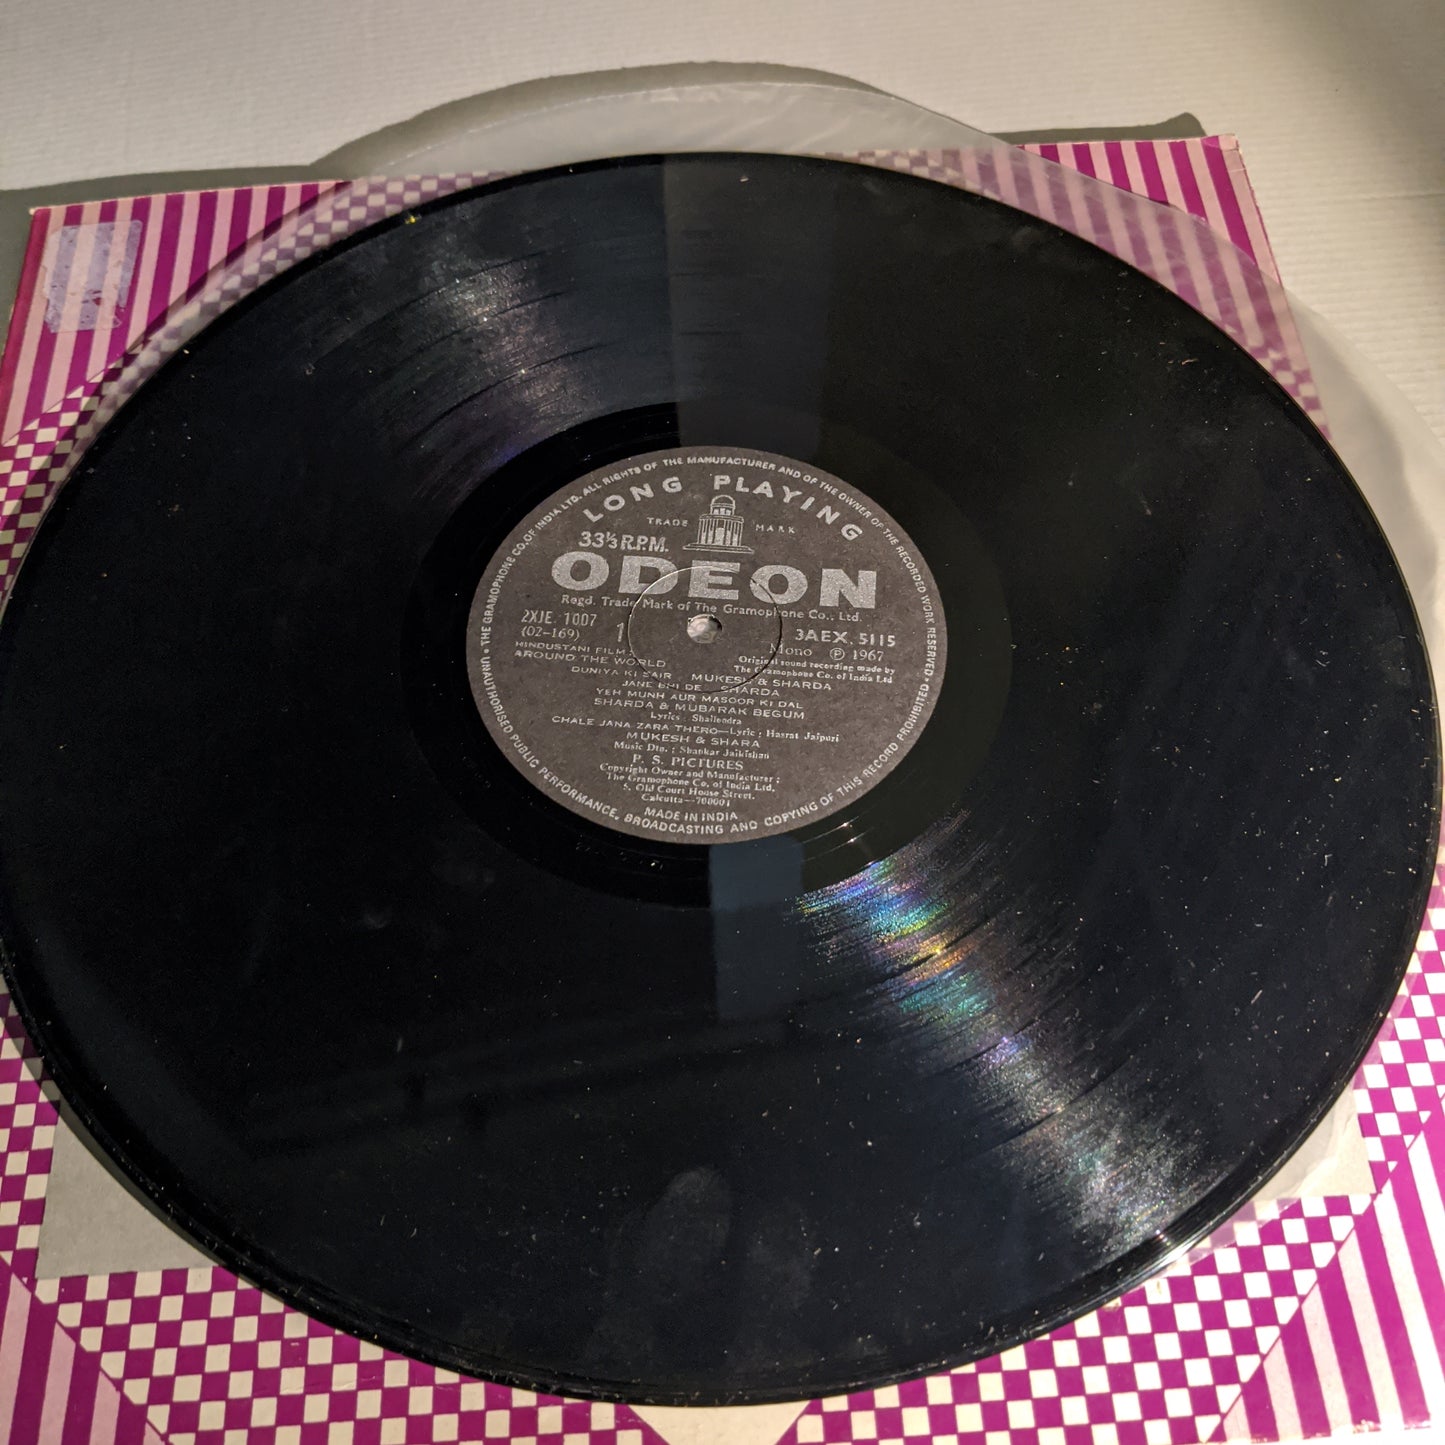 THE GRAMOPHONE CO. OF INDIA LTD. ALL RIGHTS OF THE MANUFACTURER AND OF THE OWNER OF THE RECORDED WORK RESERVED •
UNAUTHORISED PUBLIC PERFORMANCE, BROADCASTING AND COPYING OF THIS RECORD PROHIBITED •
LONG PLAYING
TRADE MARK
33⅓ R.P.M.
ODEON
Regd. Trade Mark of The Gramophone Co., Ltd.
2XJE. 1007 1 3AEX. 5115
(02-169) Mono ℗ 1967
HINDUSTANI FILM: Original sound recording made by
AROUND THE WORLD The Gramophone Co. of India Ltd
DUNIYA KI SAIR MUKESH & SHARDA
JANE BHI DE SHARDA
YEH MUNH AUR MASOOR KI DAL
SHARDA & MUBARAK BEGUM
Lyrics : Shailendra
CHALE JANA ZARA THERO—Lyric ; Hasrat Jaipuri
MUKESH & SHARA
Music Dtn. ; Shankar Jaikishan
P. S. PICTURES
Copyright Owner and Manufacturer ;
The Gramophone Co. of India Ltd.
5, Old Court House Street.
Calcutta—700001
MADE IN INDIA